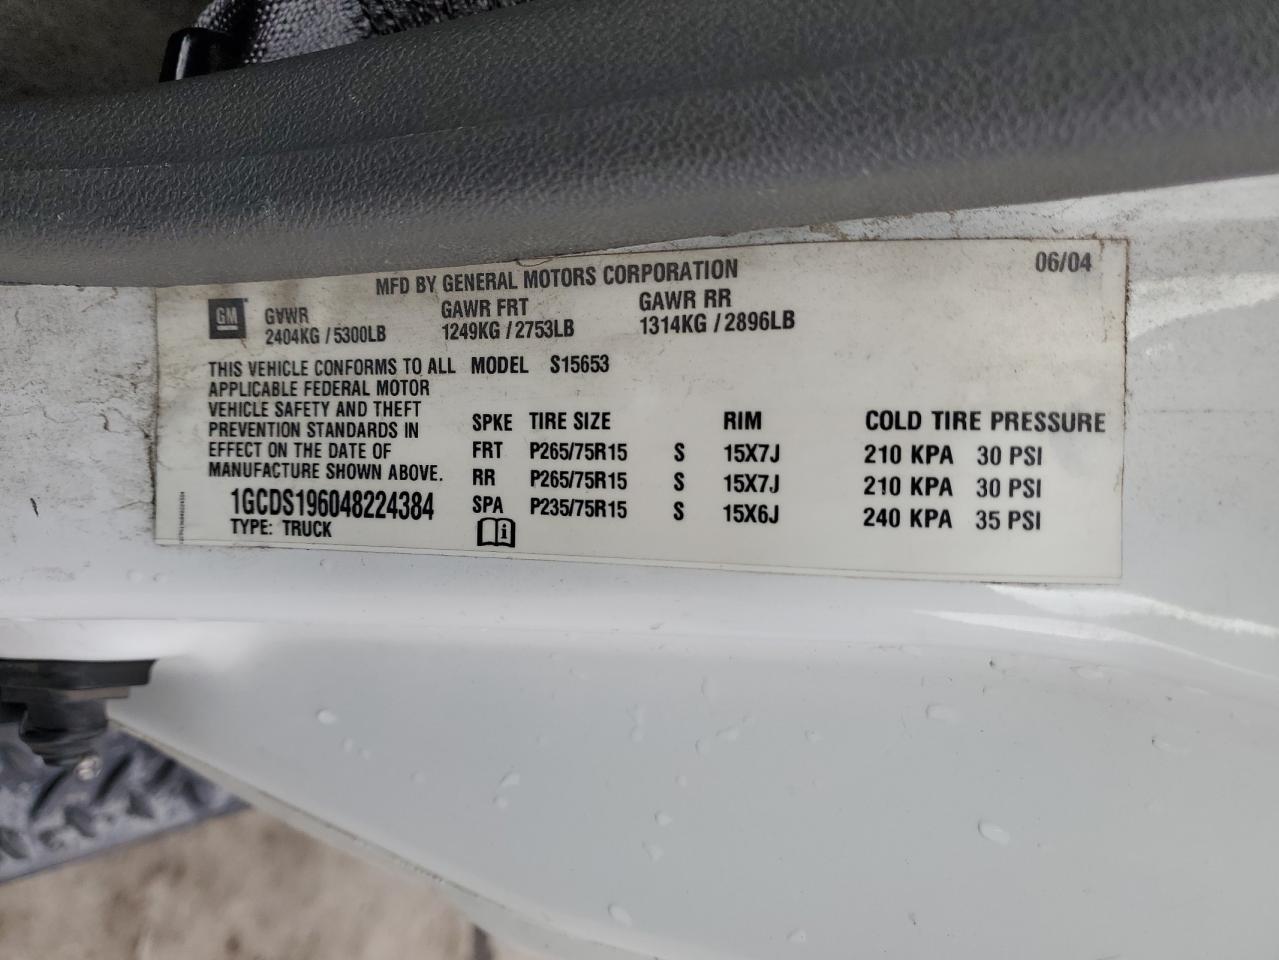 MFD BY GENERAL MOTORS CORPORATION 06/04
GM
GVWR GAWR FRT GAWR RR
2404KG / 5300LB 1249KG / 2753LB 1314KG / 2896LB
THIS VEHICLE CONFORMS TO ALL MODEL S15653
APPLICABLE FEDERAL MOTOR
VEHICLE SAFETY AND THEFT
PREVENTION STANDARDS IN
EFFECT ON THE DATE OF
MANUFACTURE SHOWN ABOVE.
1GCDS196048224384
TYPE: TRUCK
SPKE TIRE SIZE RIM COLD TIRE PRESSURE
FRT P265/75R15 S 15X7J 210 KPA 30 PSI
RR P265/75R15 S 15X7J 210 KPA 30 PSI
SPA P235/75R15 S 15X6J 240 KPA 35 PSI
i